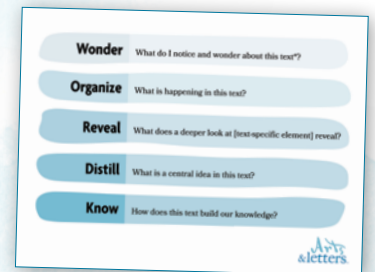 Wonder What do I notice and wonder about this text*?
Organize What is happening in this text?
Reveal What does a deeper look at [text-specific element] reveal?
Distill What is a central idea in this text?
Know How does this text build our knowledge?
Arts
&letters